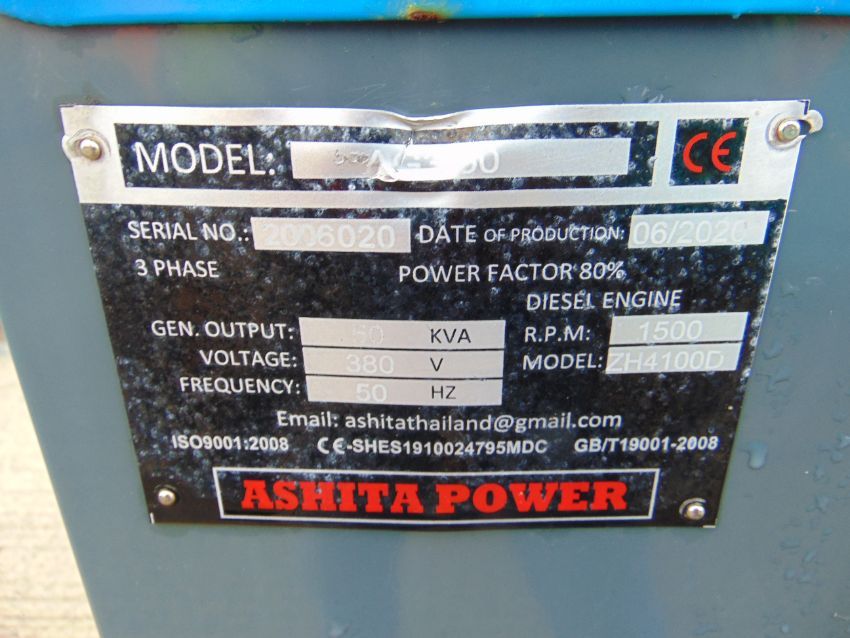 MODEL:
CE
SERIAL NO.: 2006020 DATE OF PRODUCTION: 06/2020
3 PHASE POWER FACTOR 80%
DIESEL ENGINE
GEN. OUTPUT: 50 KVA R.P.M: 1500
VOLTAGE: 380 V MODEL: ZH4100D
FREQUENCY: 50 HZ
Email: ashitathailand@gmail.com
ISO9001:2008 CE-SHES1910024795MDC GB/T19001-2008
ASHITA POWER